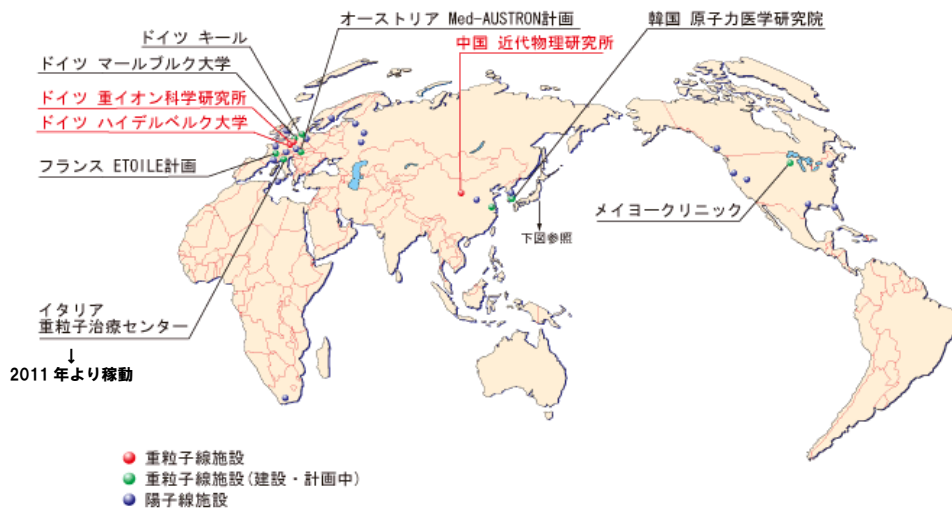 オーストリア Med-AUSTRON計画
韓国 原子力医学研究院
ドイツ キール
中国 近代物理研究所
ドイツ マールブルク大学
ドイツ 重イオン科学研究所
ドイツ ハイデルベルク大学
フランス ETOILE計画
メイヨークリニック
下図参照
イタリア
重粒子治療センター
↓
2011年より稼動
重粒子線施設
重粒子線施設(建設・計画中)
陽子線施設